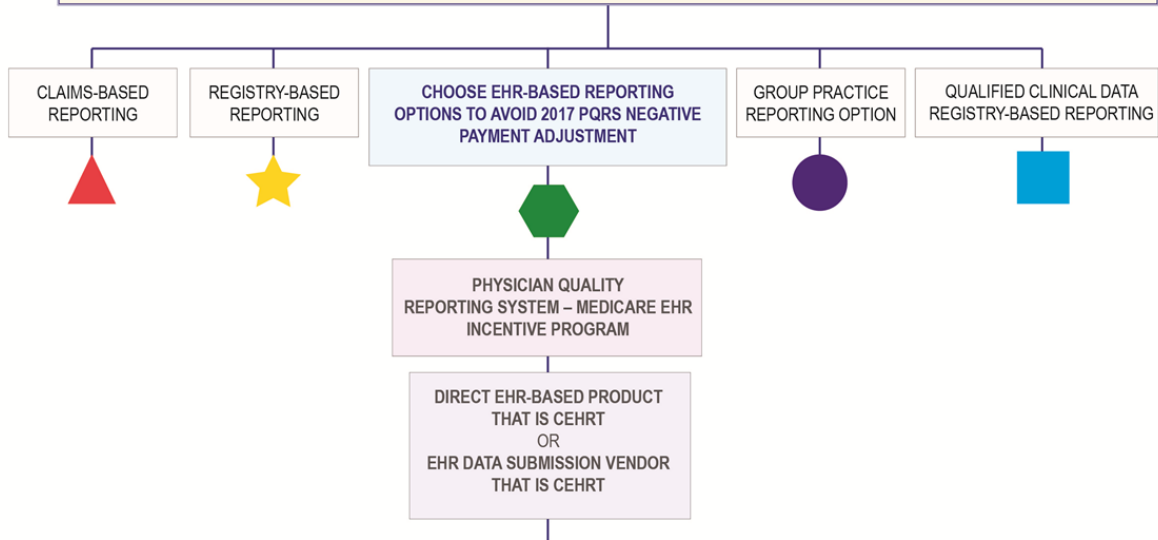 CLAIMS-BASED
REPORTING
REGISTRY-BASED
REPORTING
CHOOSE EHR-BASED REPORTING
OPTIONS TO AVOID 2017 PQRS NEGATIVE
PAYMENT ADJUSTMENT
GROUP PRACTICE
REPORTING OPTION
QUALIFIED CLINICAL DATA
REGISTRY-BASED REPORTING
PHYSICIAN QUALITY
REPORTING SYSTEM – MEDICARE EHR
INCENTIVE PROGRAM
DIRECT EHR-BASED PRODUCT
THAT IS CEHRT
OR
EHR DATA SUBMISSION VENDOR
THAT IS CEHRT